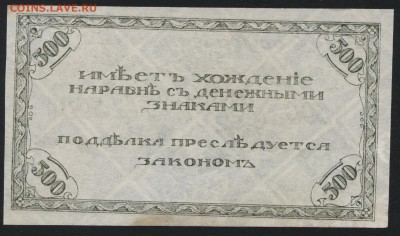 COINS.LAVE.RU
500 500
ИМѢЕТЪ ХОЖДЕНІЕ
НАРАВНѢ СЪ ДЕНЕЖНЫМИ
ЗНАКАМИ
ПОДДѢЛКА ПРЕСЛѢДУЕТСЯ
ЗАКОНОМЪ
500 500